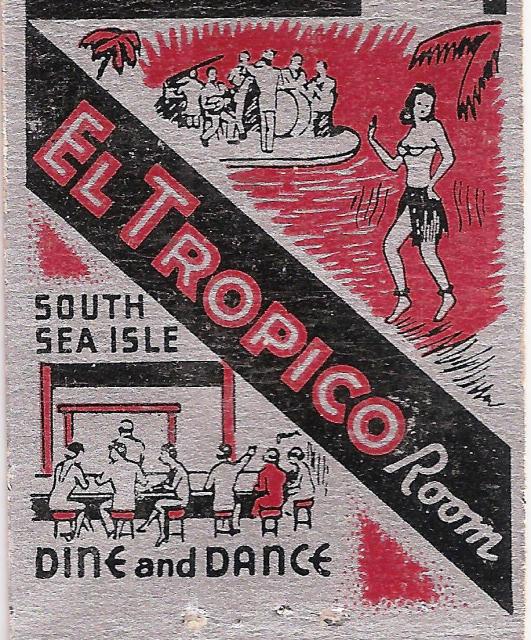 EL TROPICO Room
SOUTH
SEA ISLE
DINE and DANCE